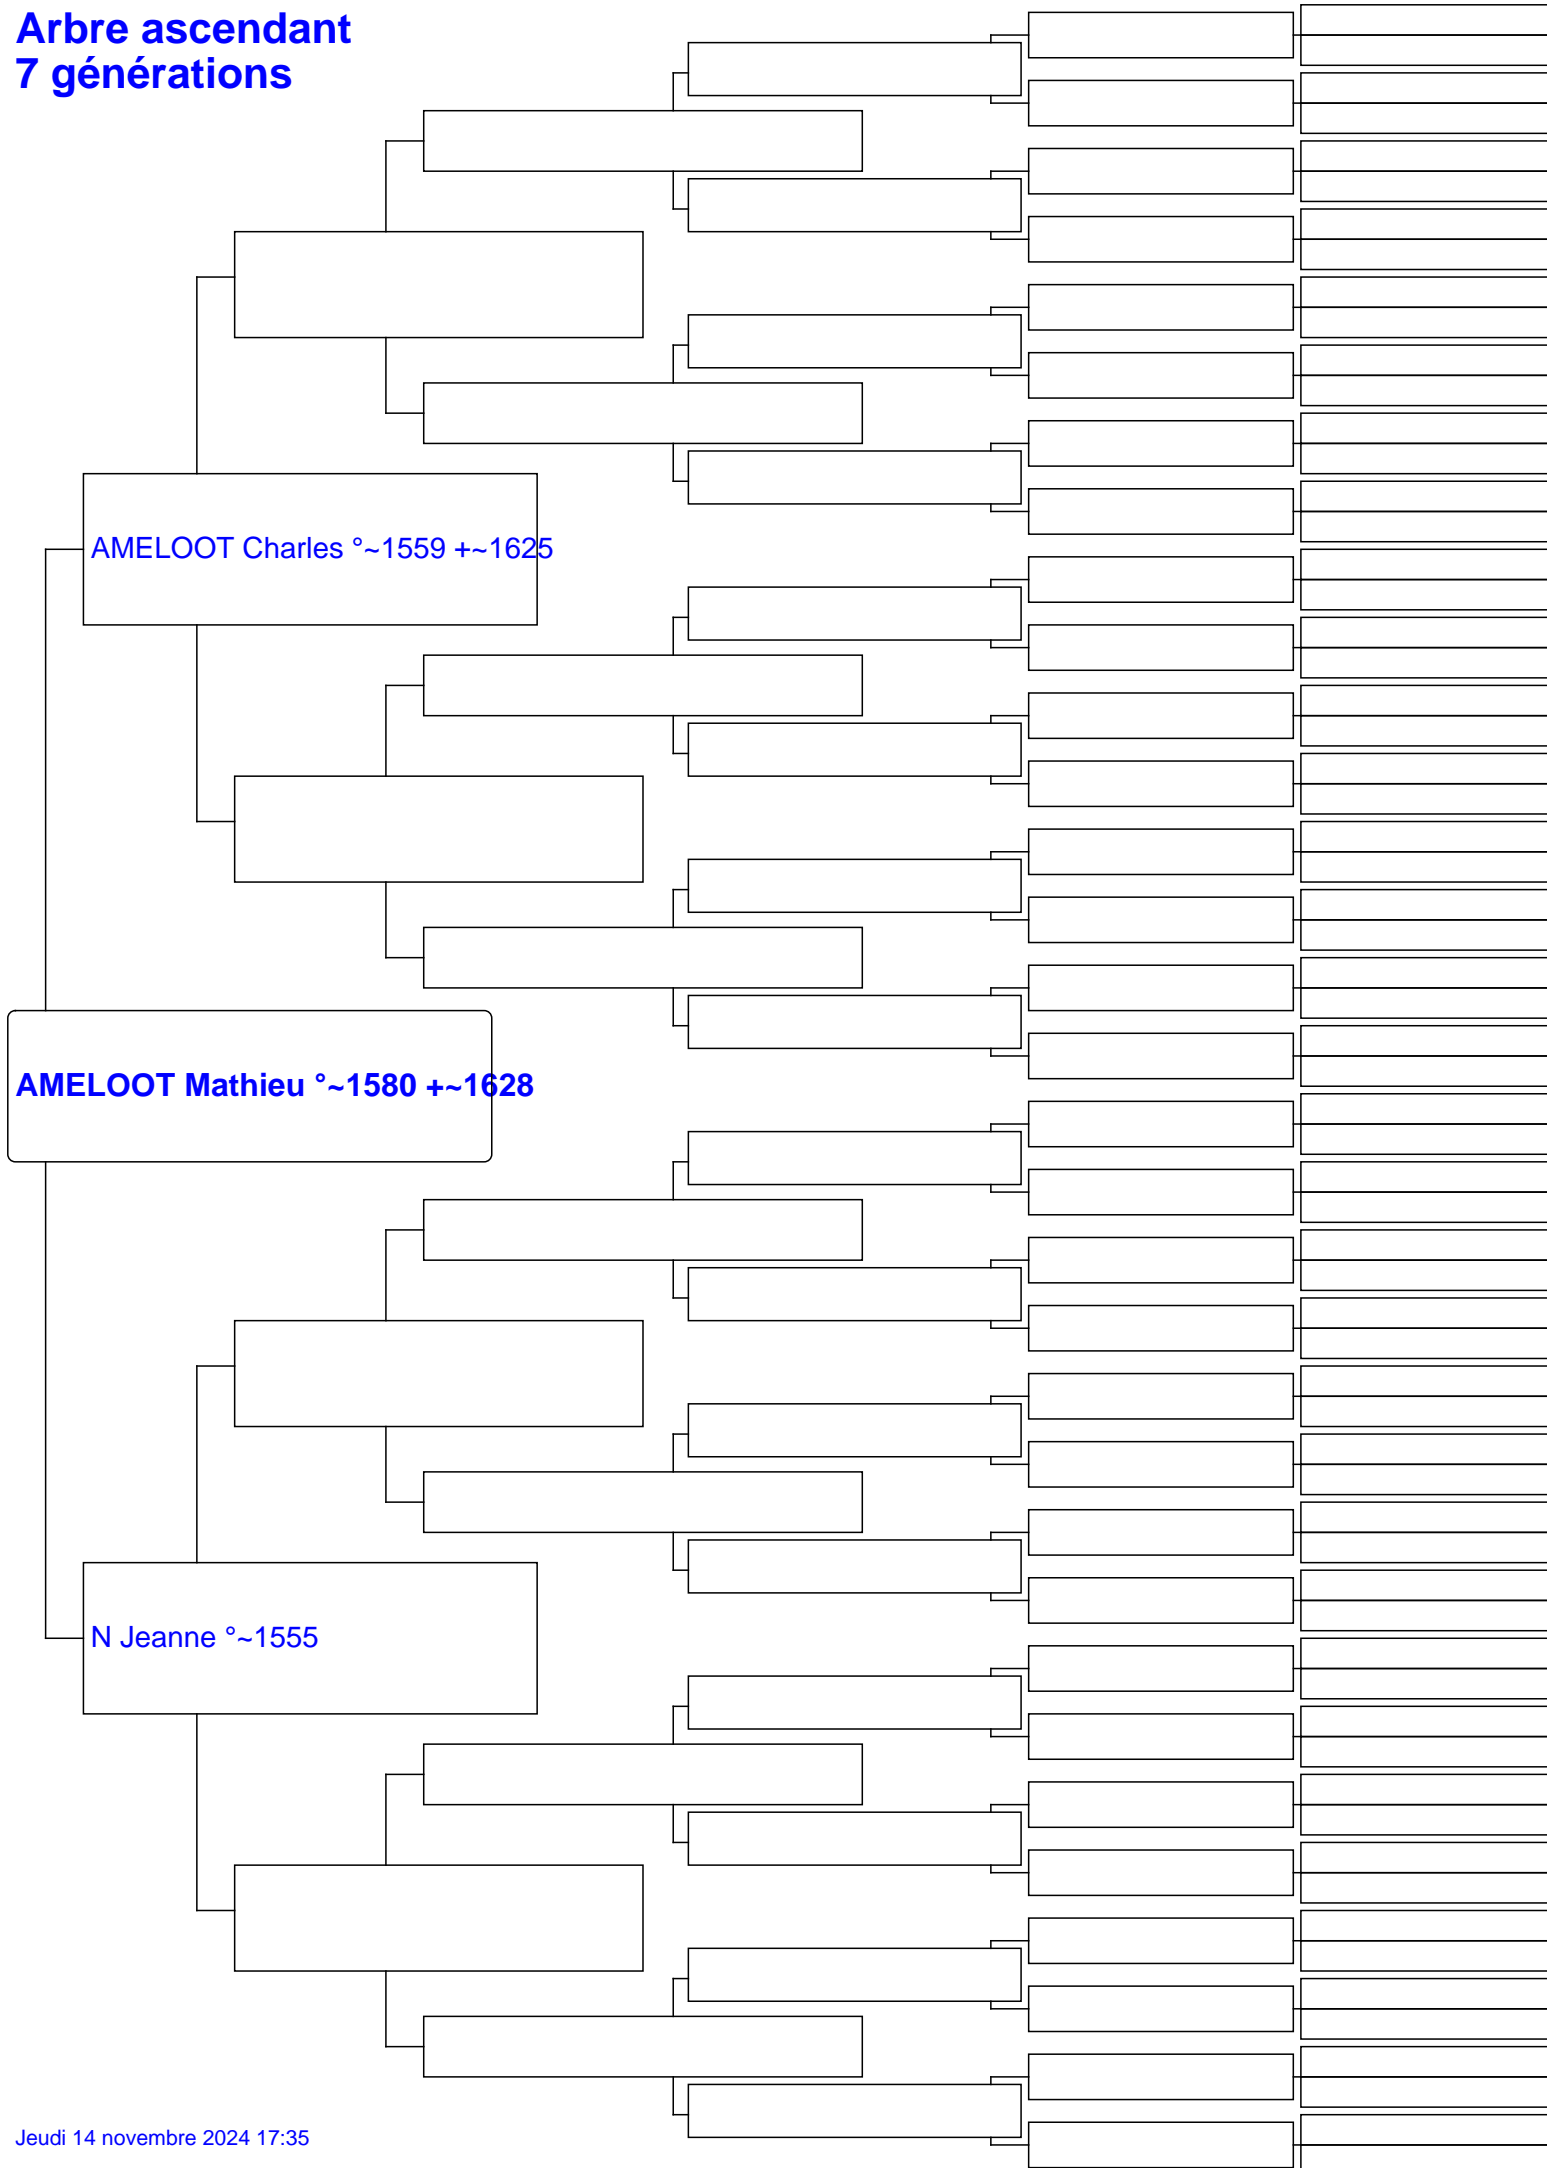 Arbre ascendant
7 générations
AMELOOT Charles °~1559 +~1625
AMELOOT Mathieu °~1580 +~1628
N Jeanne °~1555
Jeudi 14 novembre 2024 17:35